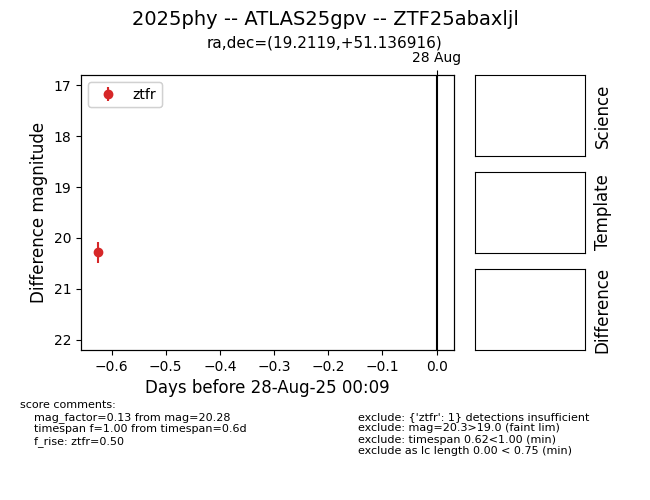 2025phy -- ATLAS25gpv -- ZTF25abaxljl
ra,dec=(19.2119,+51.136916)
28 Aug
ztfr
17
18
19
20
21
22
Difference magnitude
−0.6
−0.5
−0.4
−0.3
−0.2
−0.1
0.0
Days before 28-Aug-25 00:09
Science
Template
Difference
score comments:
mag_factor=0.13 from mag=20.28
timespan f=1.00 from timespan=0.6d
f_rise: ztfr=0.50
exclude: {'ztfr': 1} detections insufficient
exclude: mag=20.3>19.0 (faint lim)
exclude: timespan 0.62<1.00 (min)
exclude as lc length 0.00 < 0.75 (min)